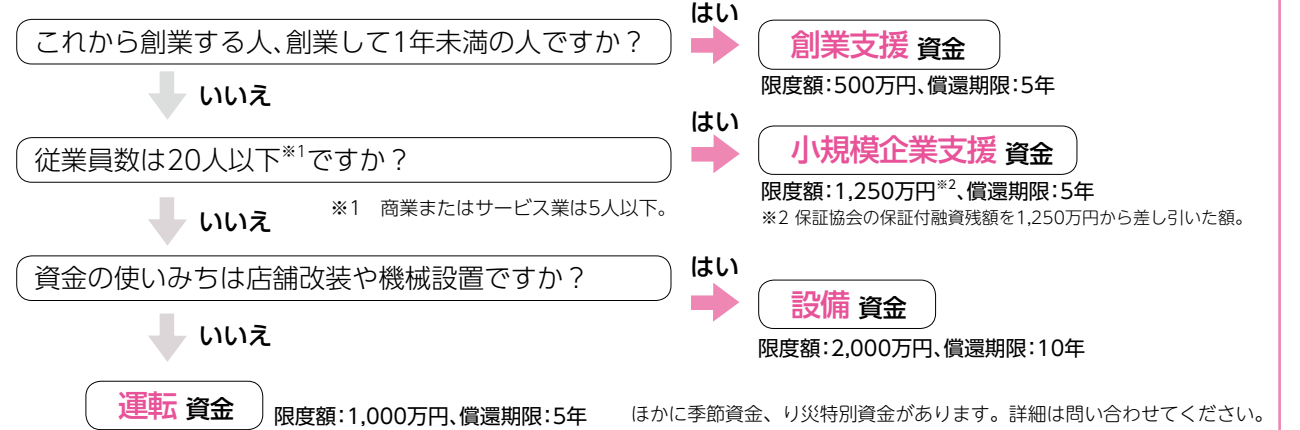 はい
これから創業する人、創業して1年未満の人ですか？
創業支援 資金
限度額：500万円、償還期限：5年
いいえ
はい
従業員数は20人以下※1ですか？
小規模企業支援 資金
限度額：1,250万円※2、償還期限：5年
※1　商業またはサービス業は5人以下。
※2 保証協会の保証付融資残額を1,250万円から差し引いた額。
いいえ
はい
資金の使いみちは店舗改装や機械設置ですか？
設備 資金
限度額：2,000万円、償還期限：10年
いいえ
運転 資金
限度額：1,000万円、償還期限：5年
ほかに季節資金、り災特別資金があります。詳細は問い合わせてください。